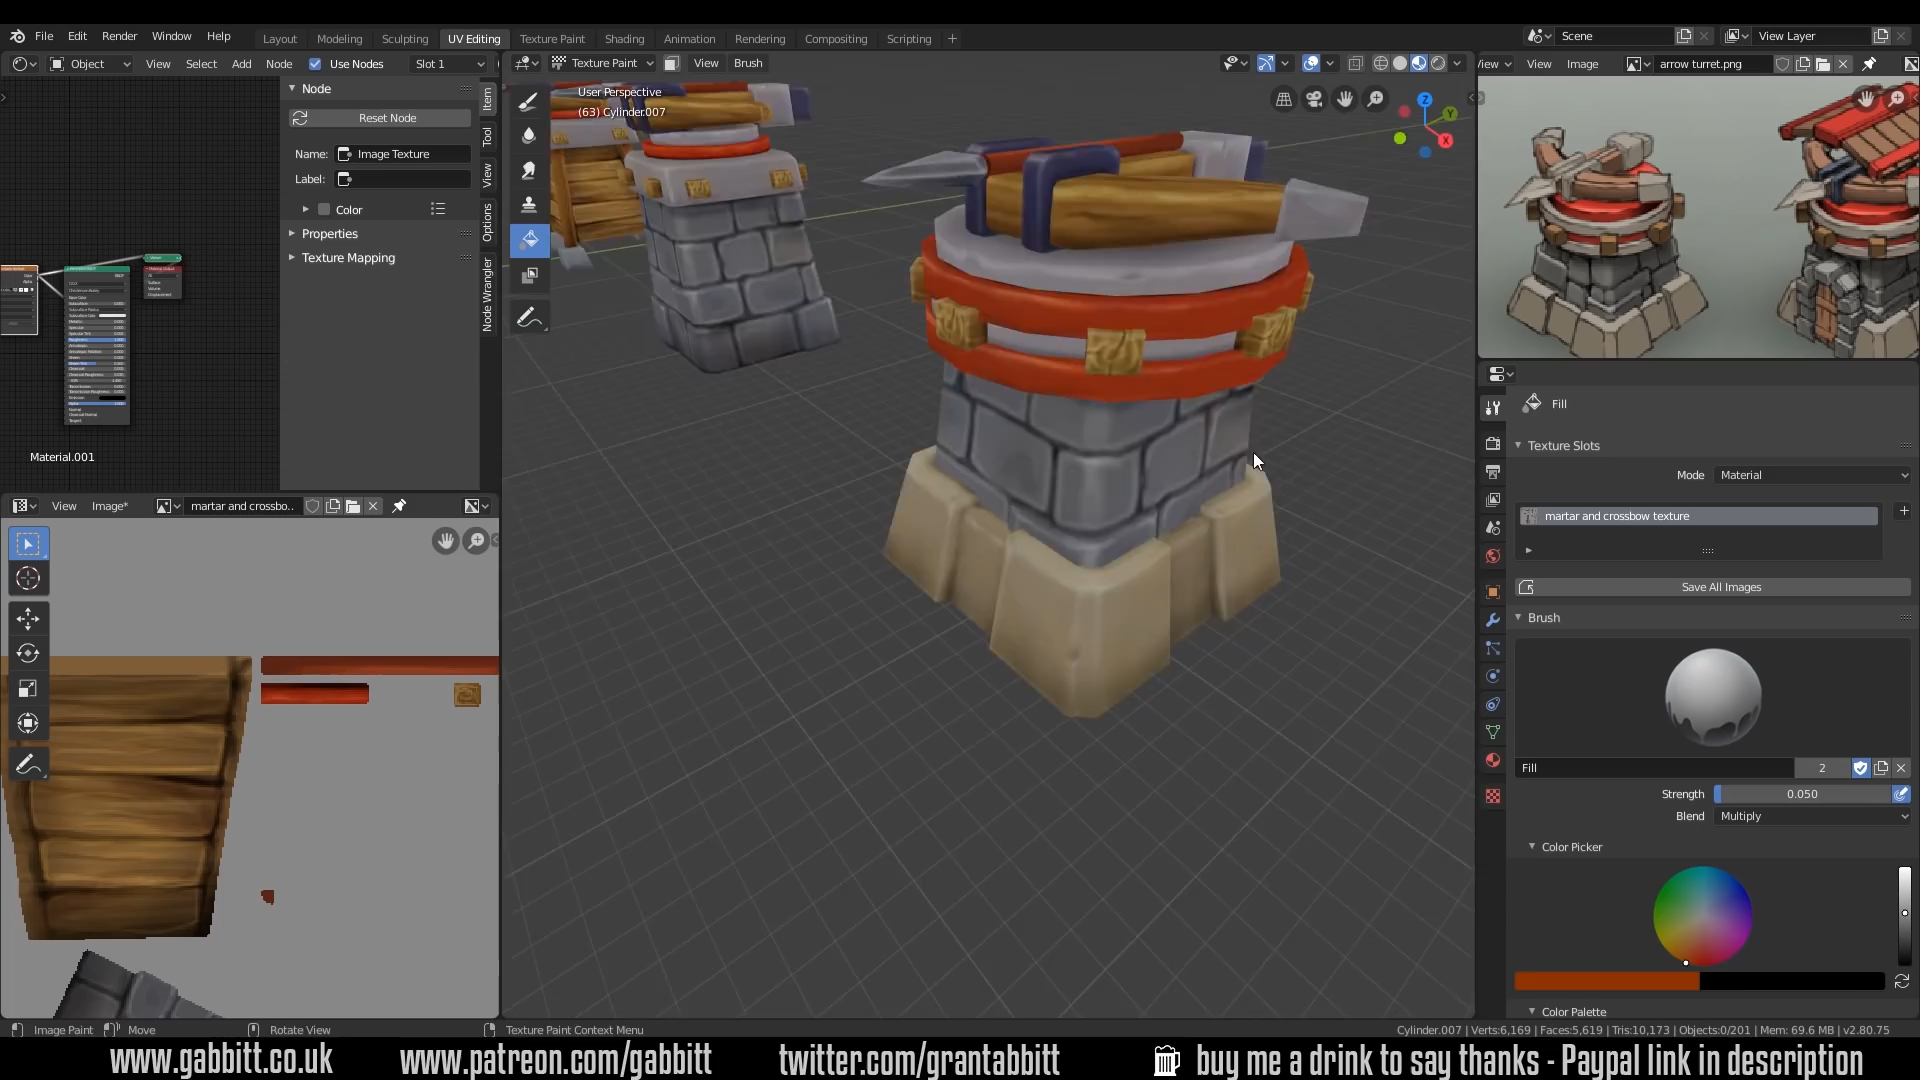 File Edit Render Window Help
Layout Modeling Sculpting UV Editing Texture Paint Shading Animation Rendering Compositing Scripting +
Scene View Layer
Object View Select Add Node Use Nodes Slot 1
Texture Paint View Brush
View Image arrow turret.png
Node
Reset Node
Name: Image Texture
Label:
Color
Properties
Texture Mapping
Item
Tool
View
Options
Node Wrangler
Material.001
User Perspective
(63) Cylinder.007
Z
Y
X
View Image* martar and crossbo..
Fill
Texture Slots
Mode Material
martar and crossbow texture
Save All Images
Brush
Fill 2
Strength 0.050
Blend Multiply
Color Picker
Color Palette
Image Paint Move Rotate View Texture Paint Context Menu
Cylinder.007 | Verts:6,169 | Faces:5,619 | Tris:10,173 | Objects:0/201 | Mem: 69.6 MB | v2.80.75
www.gabbitt.co.uk www.patreon.com/gabbitt twitter.com/grantabbitt buy me a drink to say thanks - Paypal link in description